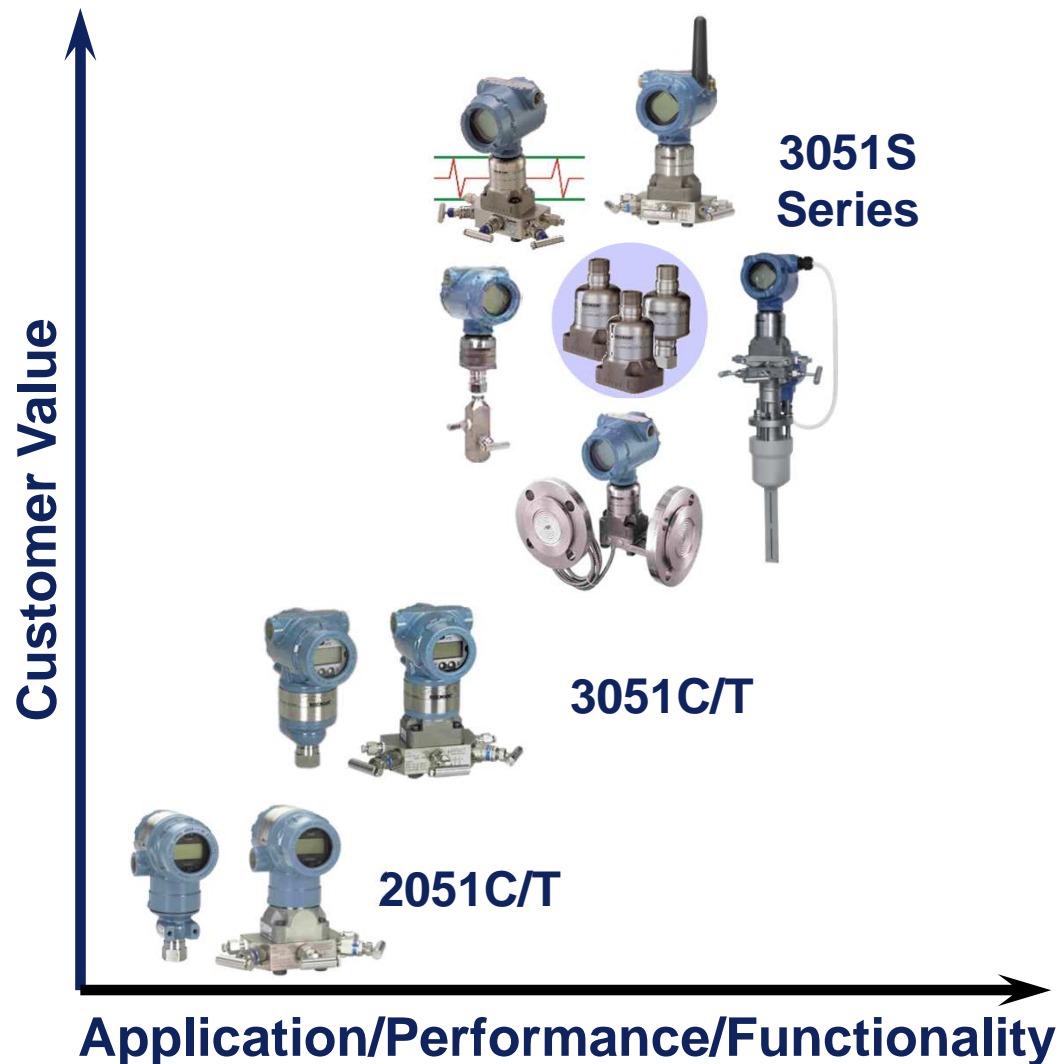 3051S
Series
Customer Value
3051C/T
2051C/T
Application/Performance/Functionality